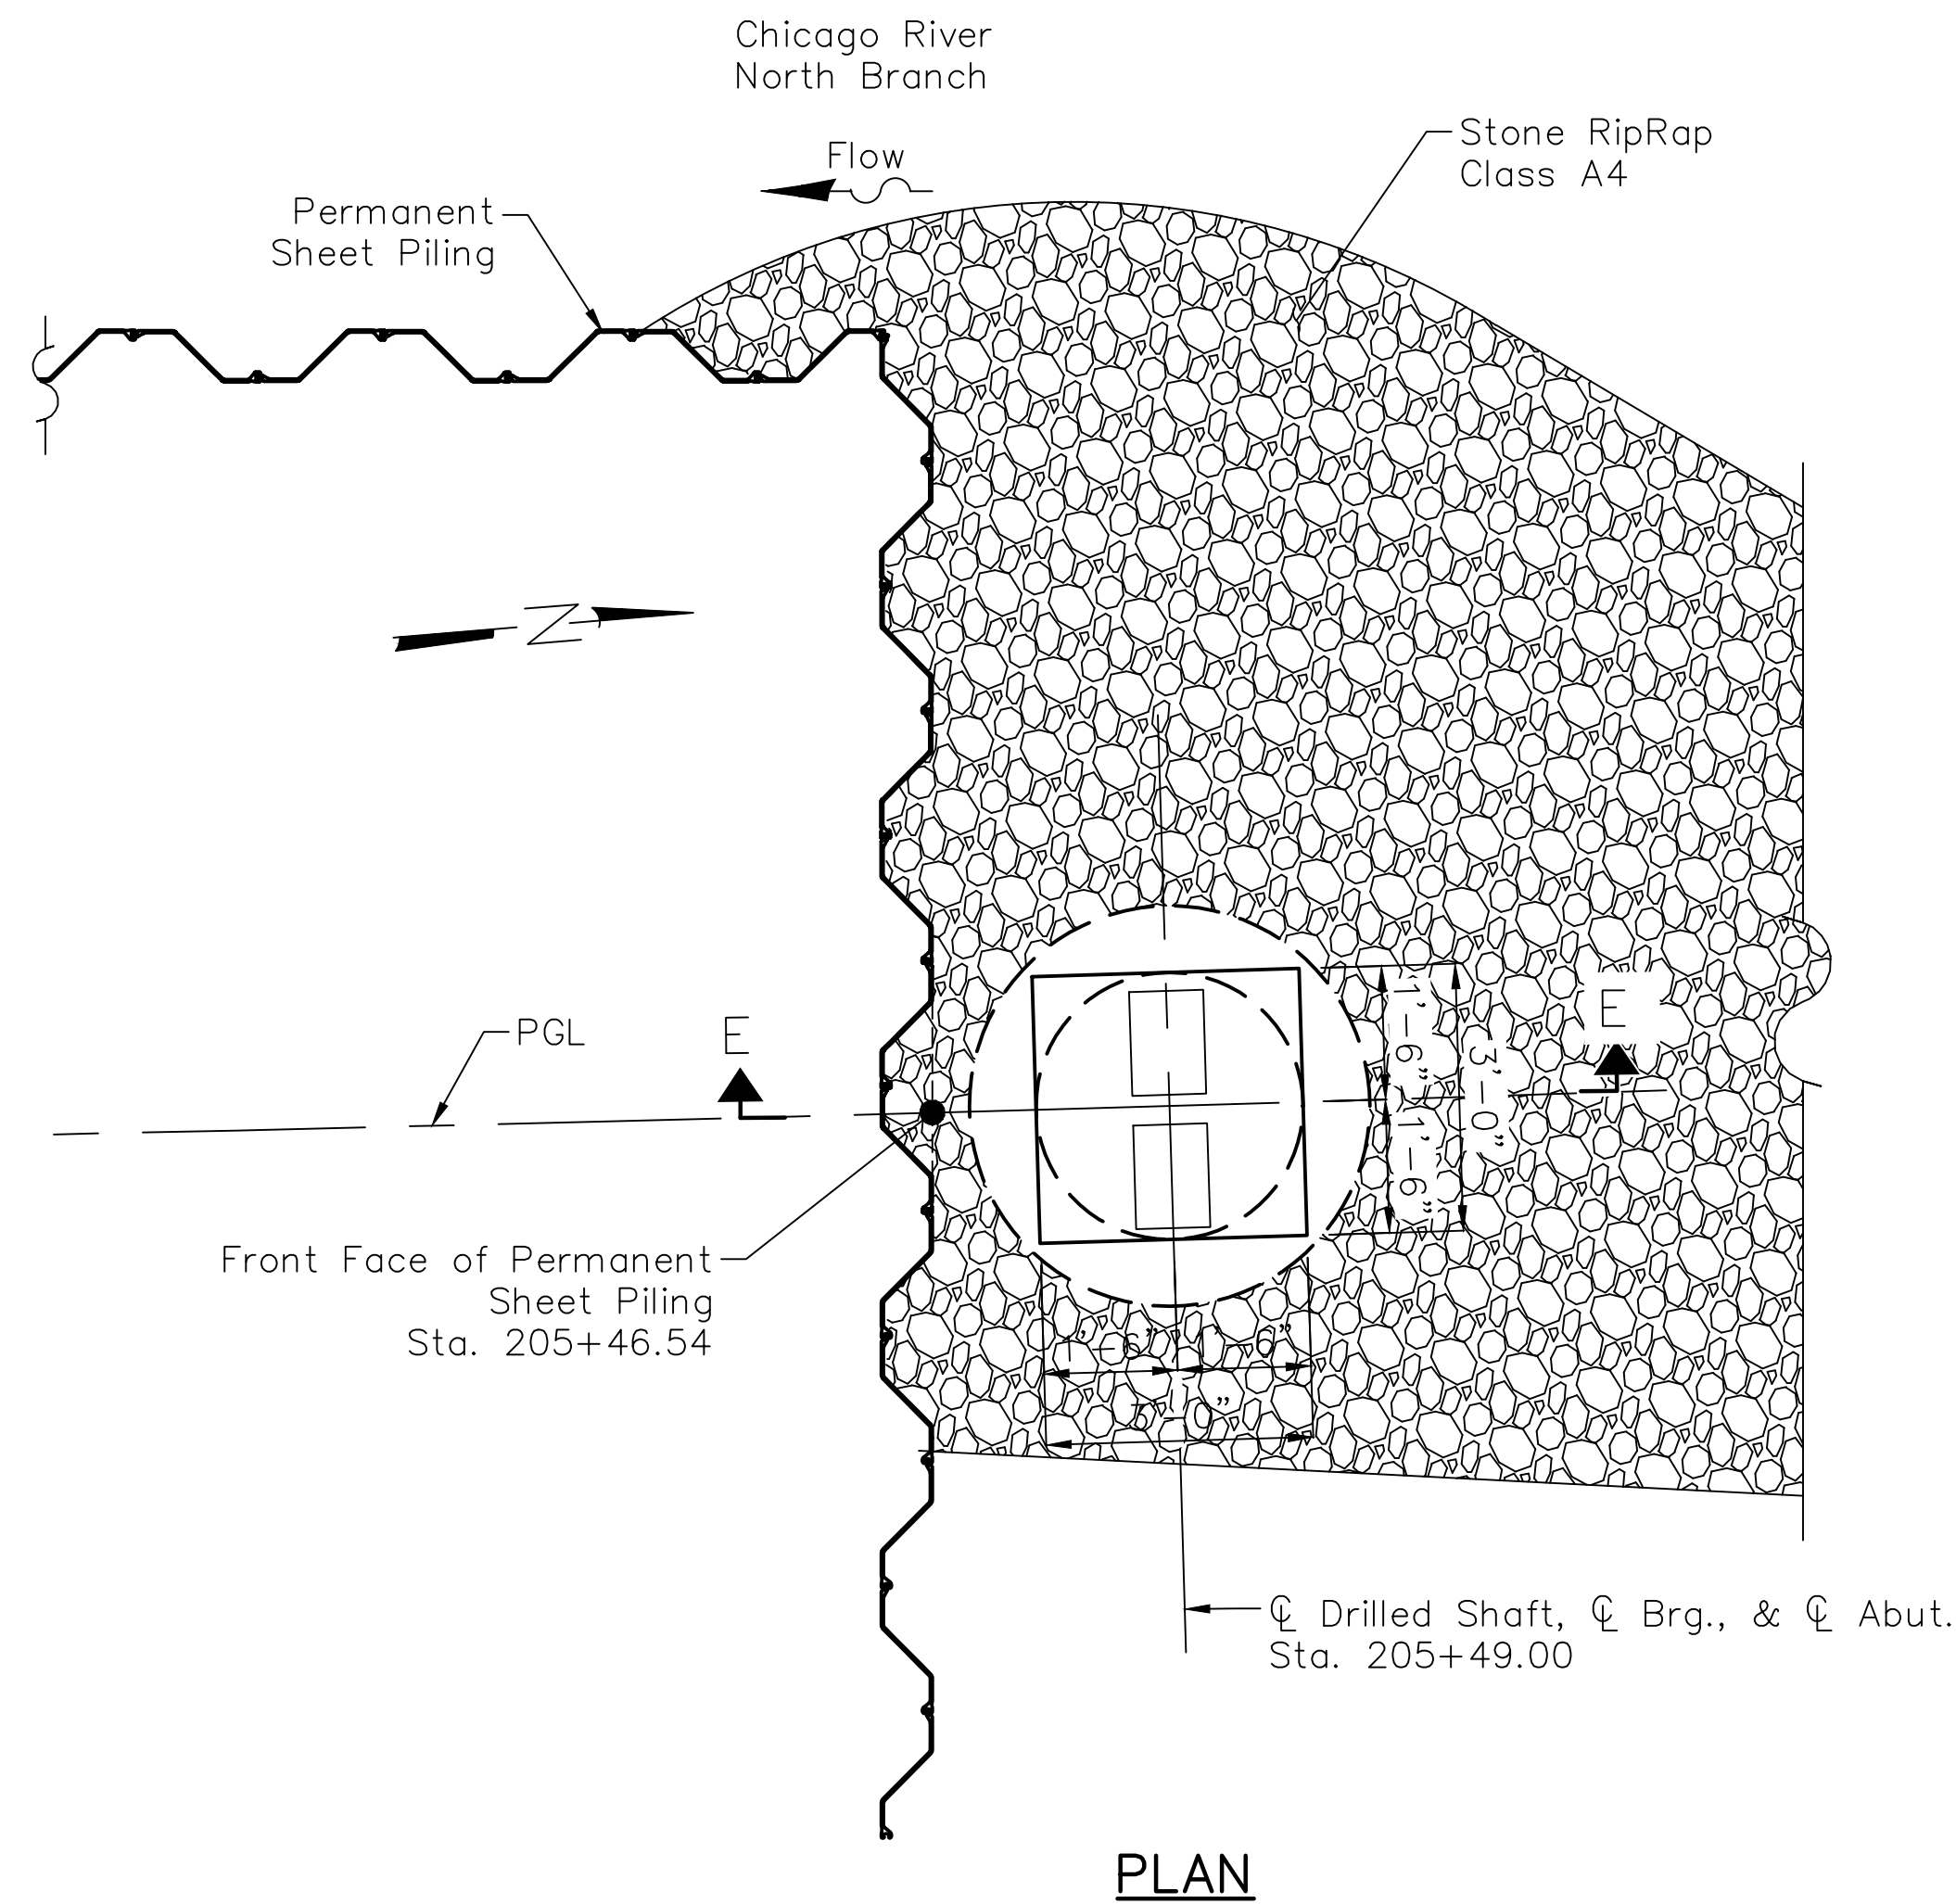 Chicago River
North Branch
Flow
Stone RipRap
Class A4
Permanent
Sheet Piling
N
PGL
E
E
1'-6"
3'-0"
1'-6"
Front Face of Permanent
Sheet Piling
Sta. 205+46.54
1'-6"
1'-6"
3'-0"
℄ Drilled Shaft, ℄ Brg., & ℄ Abut.
Sta. 205+49.00
PLAN